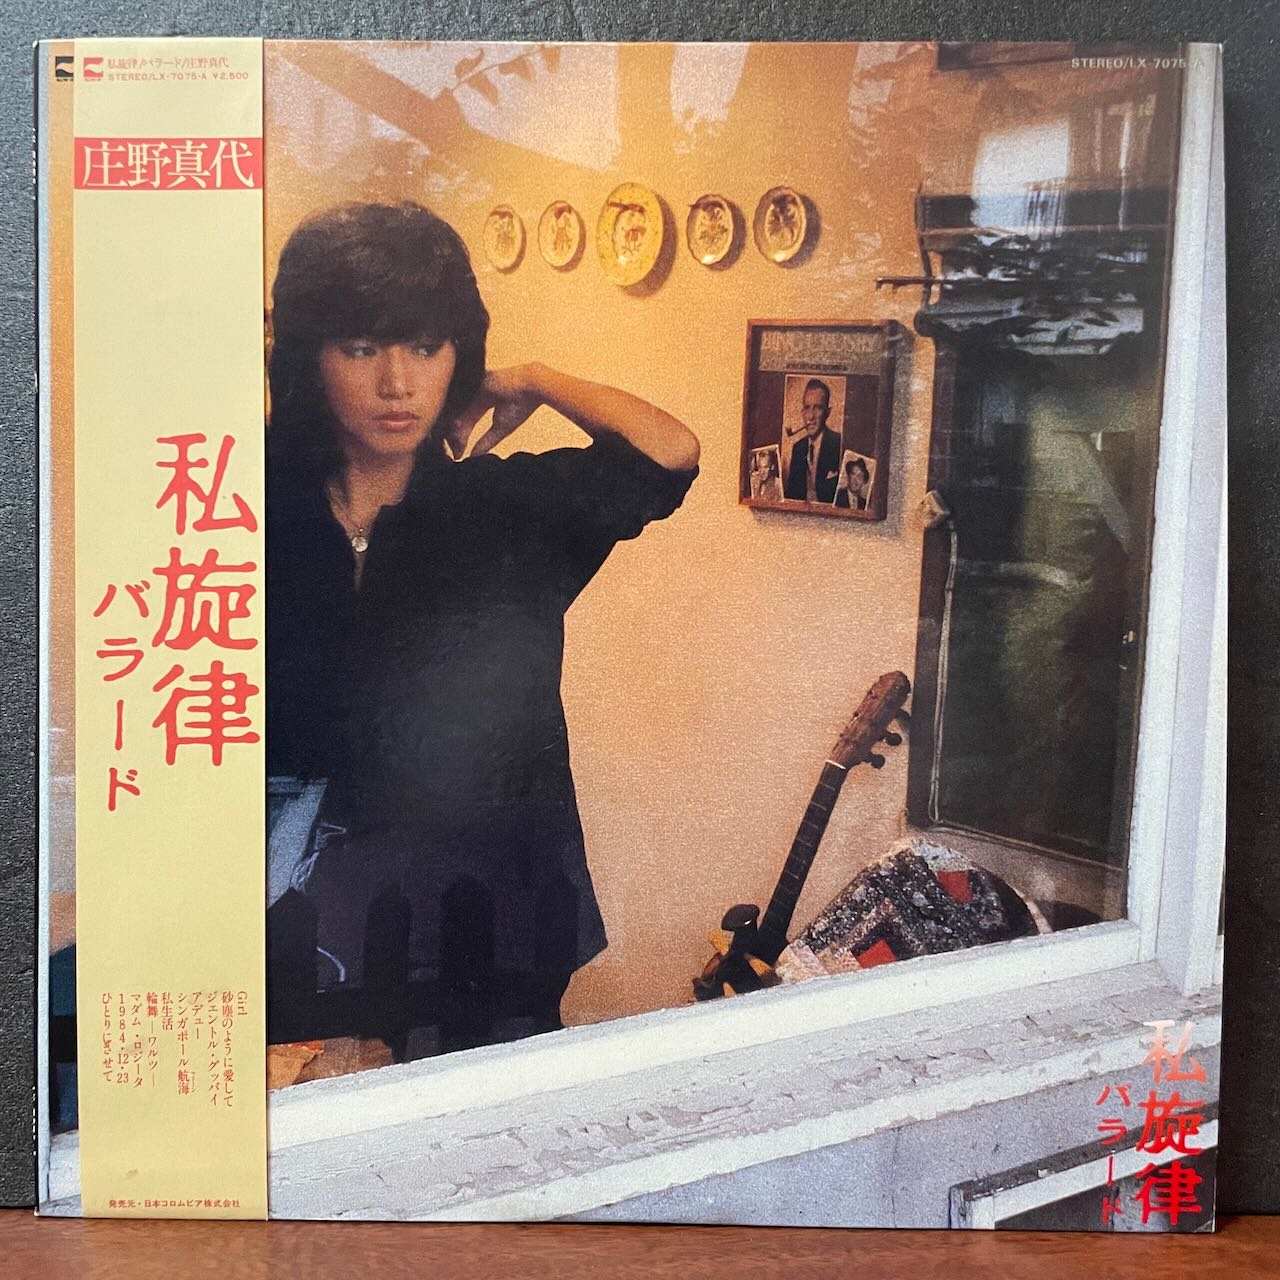 私旋律/バラード/庄野真代
STEREO/LX-7075-A ¥2,500
STEREO/LX-7075-A
庄野真代
私旋律
バラード
Girl
砂塵のように愛して
ジェントル・グッバイ
アデュー
シンガポール航海
私生活
輪舞―ワルツ―
マダム・ロジータ
1984・12・23
ひとりにさせて
発売元・日本コロムビア株式会社
私旋律
バラード